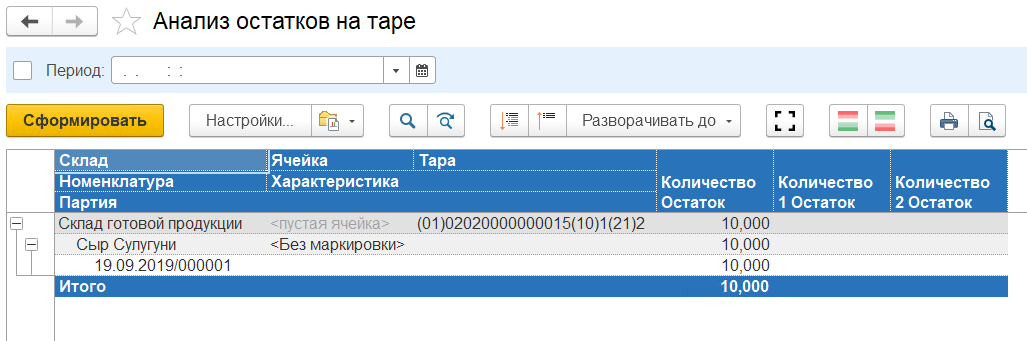 Анализ остатков на таре
Период: . . : :
Сформировать Настройки... Разворачивать до
Склад Ячейка Тара
Номенклатура Характеристика Количество Количество Количество
Партия Остаток 1 Остаток 2 Остаток
Склад готовой продукции <пустая ячейка> (01)02020000000015(10)1(21)2 10,000
Сыр Сулугуни <Без маркировки> 10,000
19.09.2019/000001 10,000
Итого 10,000